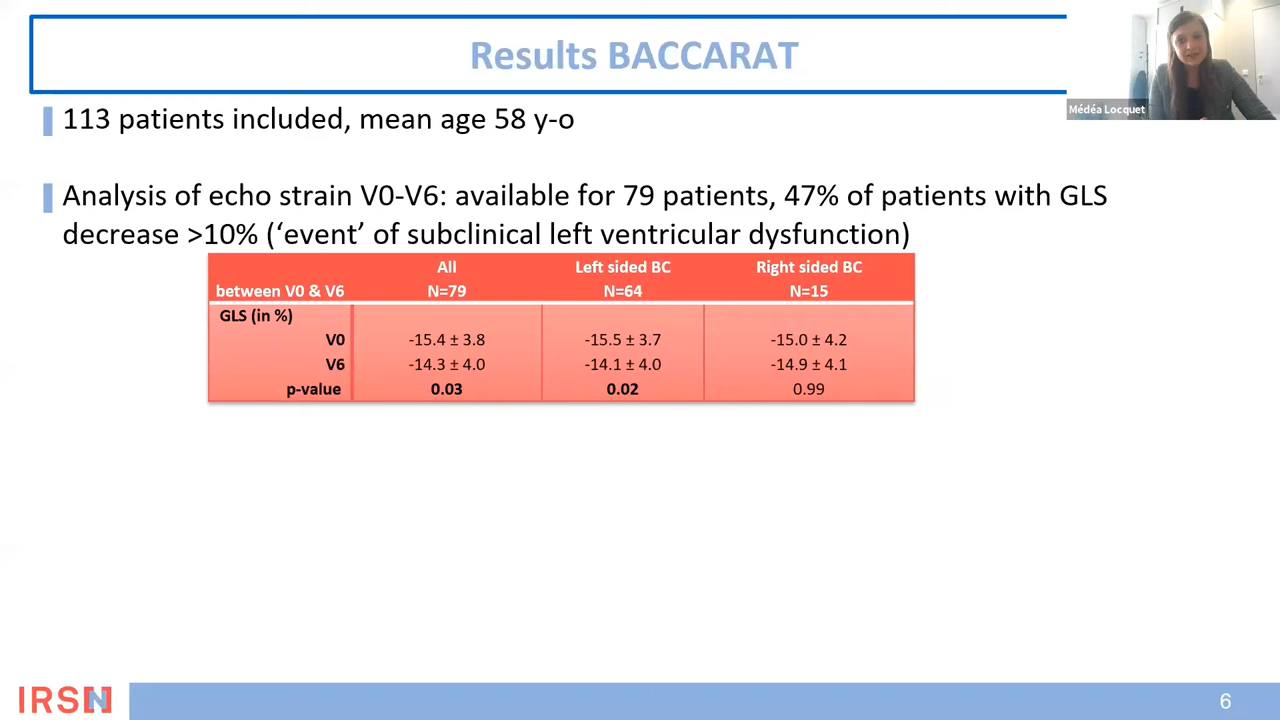 Results BACCARAT
Médéa Locquet
113 patients included, mean age 58 y-o
Analysis of echo strain V0-V6: available for 79 patients, 47% of patients with GLS
decrease >10% (‘event’ of subclinical left ventricular dysfunction)
All Left sided BC Right sided BC
between V0 & V6 N=79 N=64 N=15
GLS (in %)
V0 -15.4 ± 3.8 -15.5 ± 3.7 -15.0 ± 4.2
V6 -14.3 ± 4.0 -14.1 ± 4.0 -14.9 ± 4.1
p-value 0.03 0.02 0.99
IRSN
6